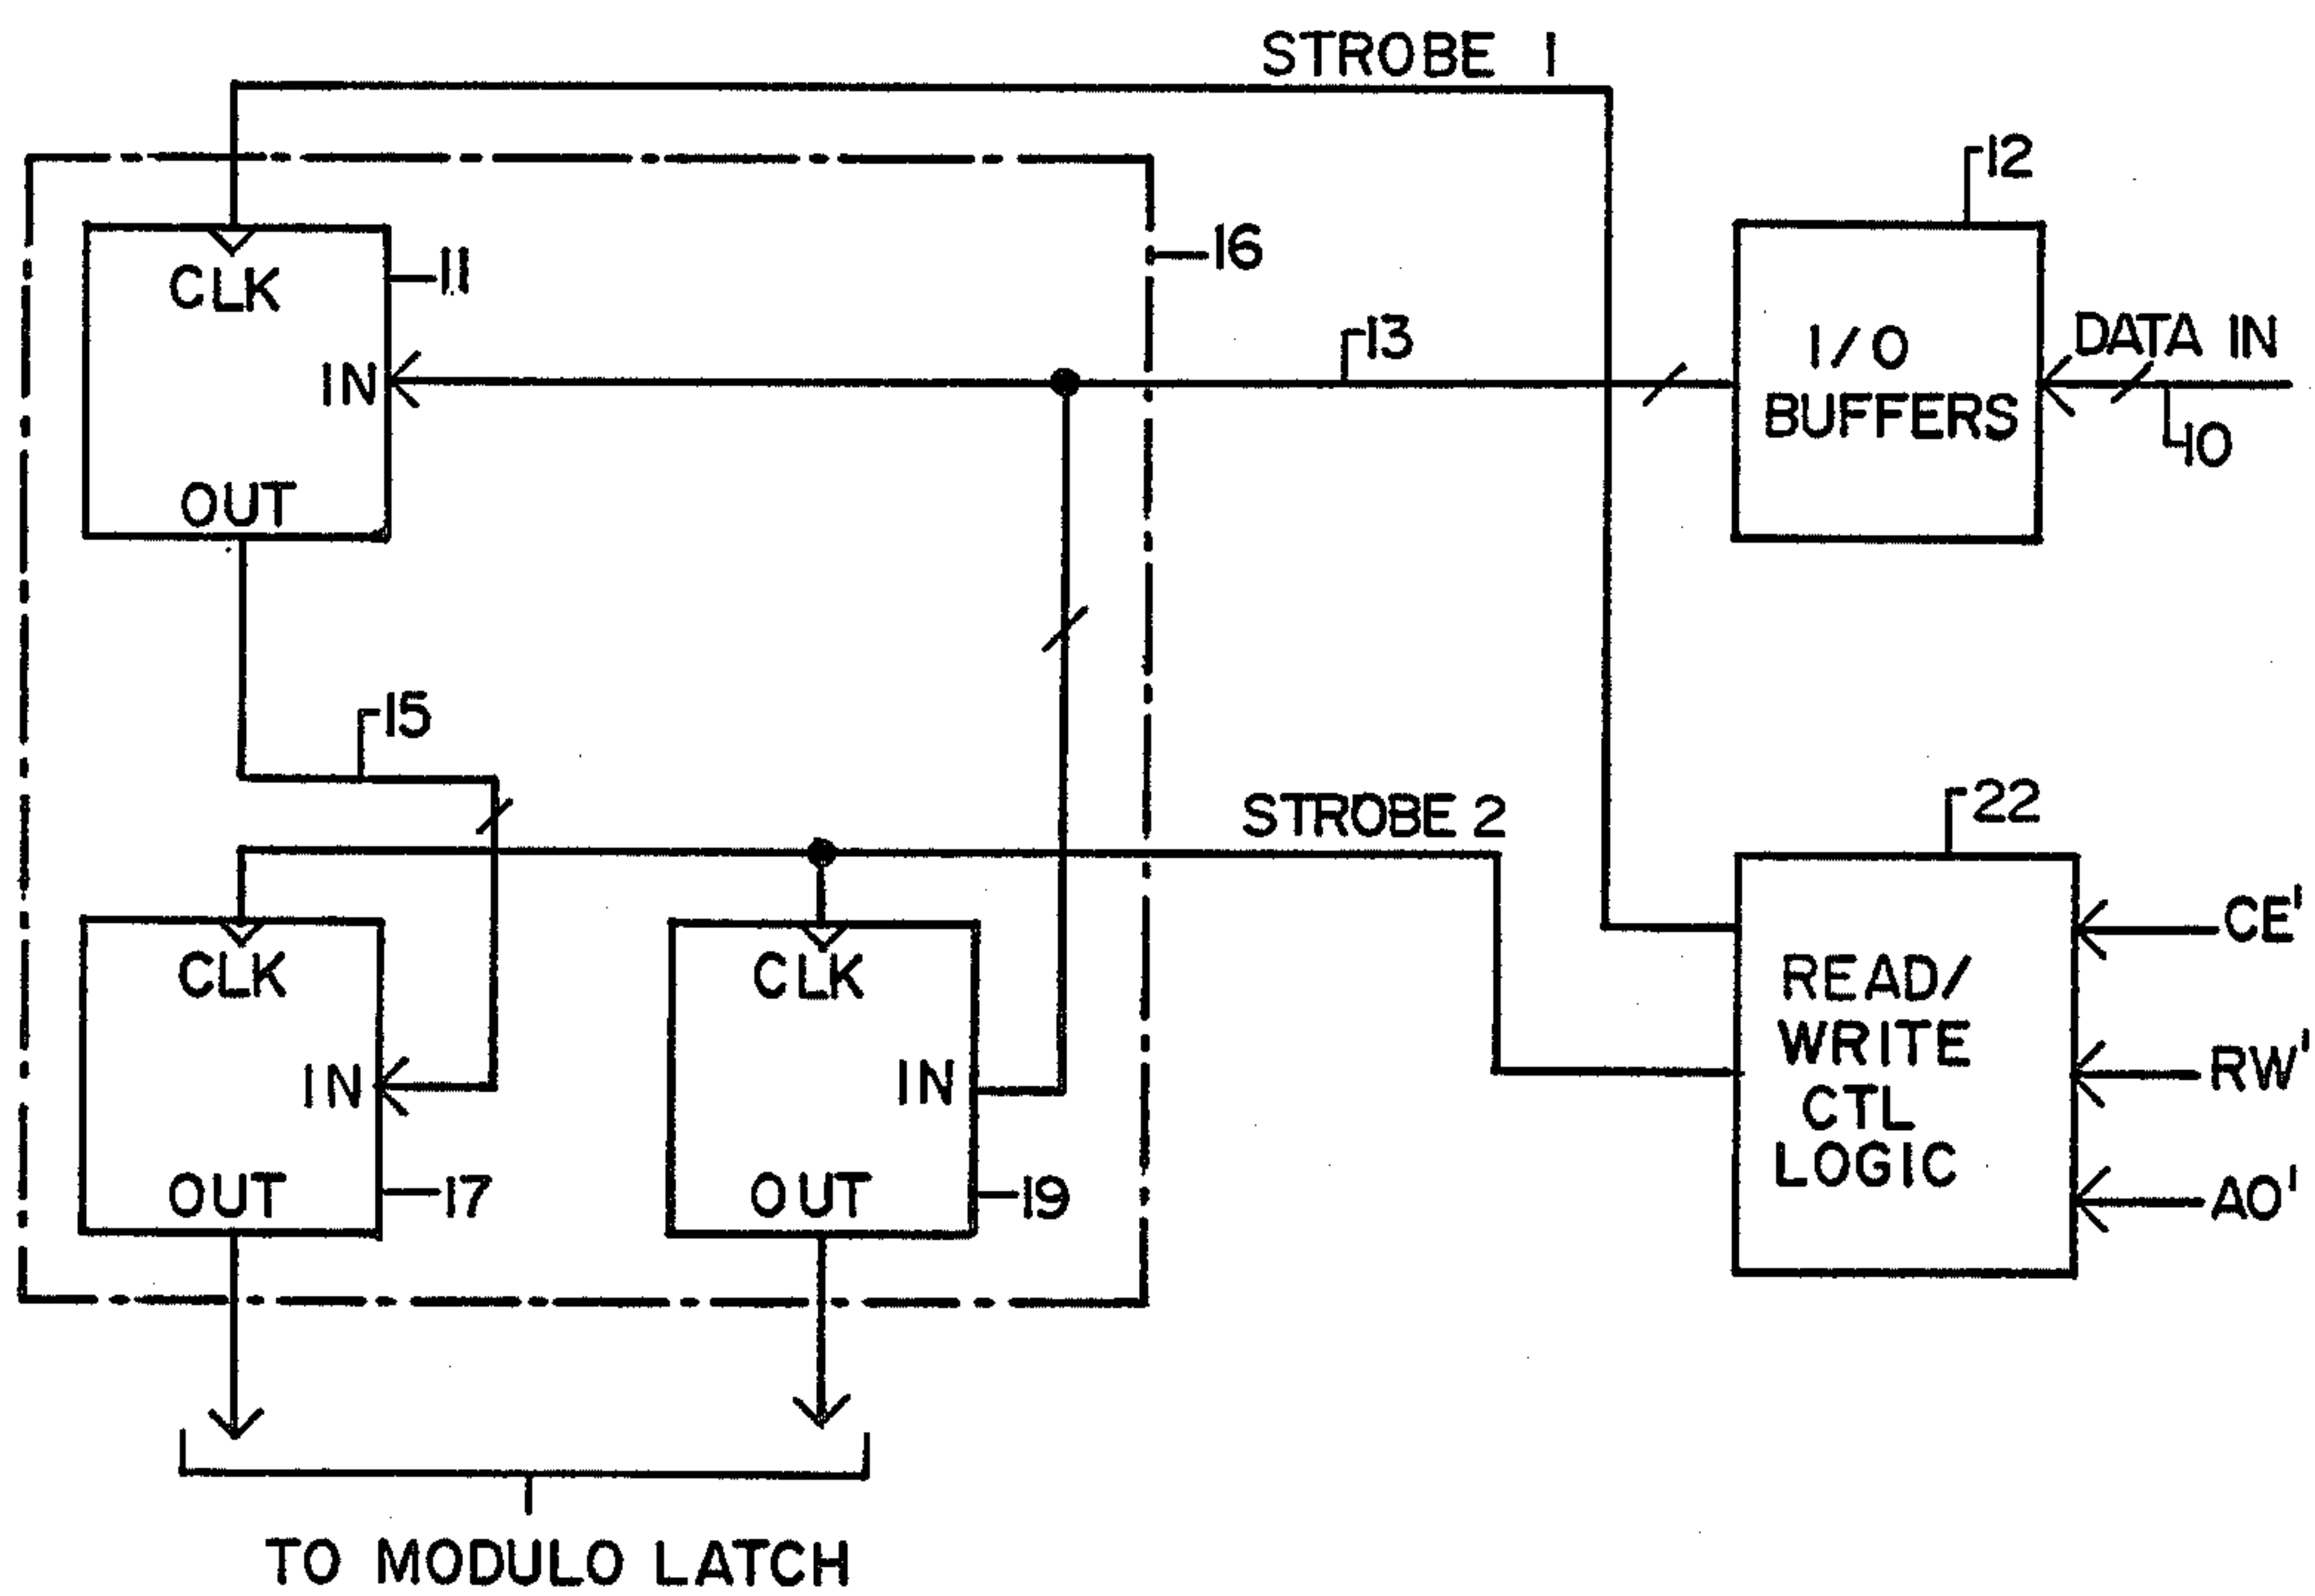 STROBE 1
12
16
CLK
11
13
I/O
BUFFERS
DATA IN
IN
10
OUT
15
STROBE 2
22
CE'
CLK
CLK
READ/
WRITE
CTL
LOGIC
RW'
IN
IN
AO'
OUT
17
OUT
19
TO MODULO LATCH